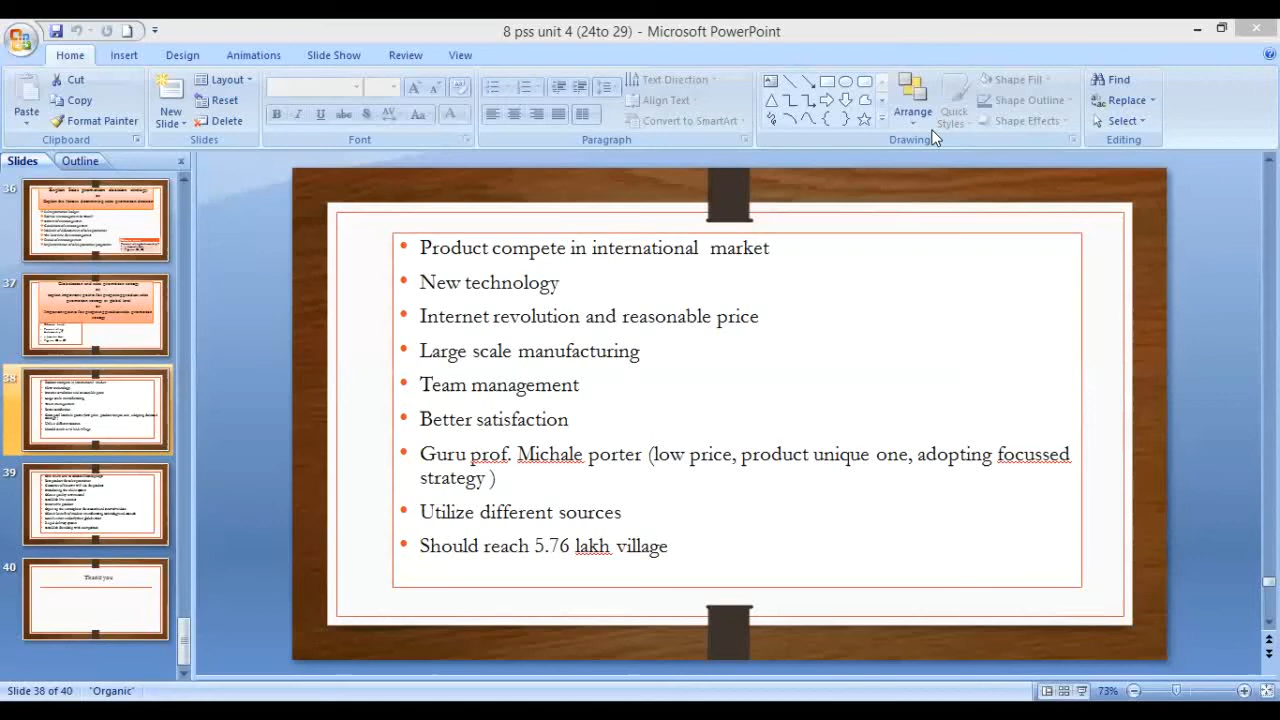 8 pss unit 4 (24to 29) - Microsoft PowerPoint
Home Insert Design Slide Show Animations Review View
Cut
Copy
Format Painter
Paste
Clipboard
New
Slide
Layout
Reset
Delete
Slides
B I U abc S AV Aa A
Font
Text Direction
Align Text
Convert to SmartArt
Paragraph
Arrange
Quick
Styles
Shape Fill
Shape Outline
Shape Effects
Drawing
Find
Replace
Select
Editing
Slides Outline
36
37
38
39
40
Thank you
Product compete in international market
New technology
Internet revolution and reasonable price
Large scale manufacturing
Team management
Better satisfaction
Guru prof. Michale porter (low price, product unique one, adopting focussed
strategy )
Utilize different sources
Should reach 5.76 lakh village
Slide 38 of 40 "Organic" 73%